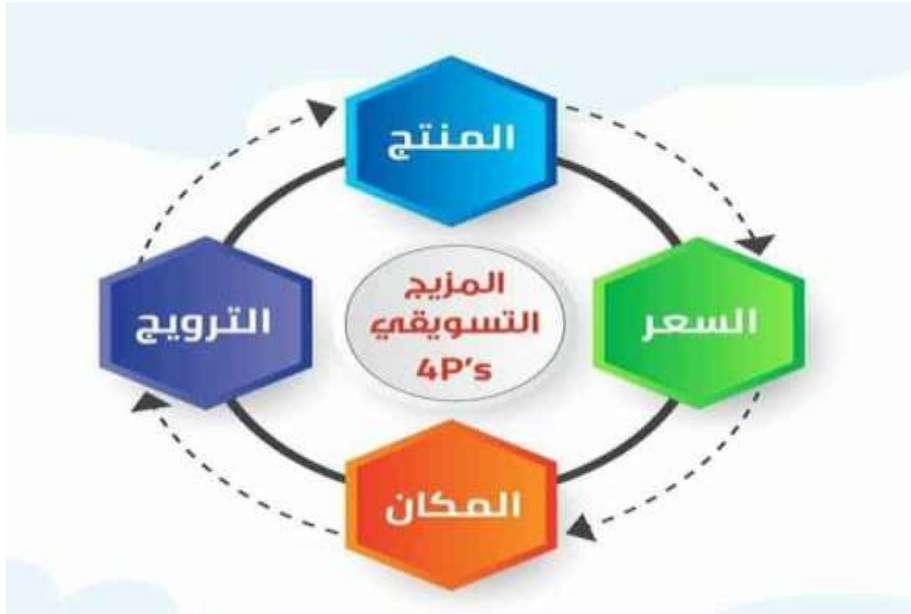 المنتج
السعر
المكان
الترويج
المزيج
التسويقي
4P's